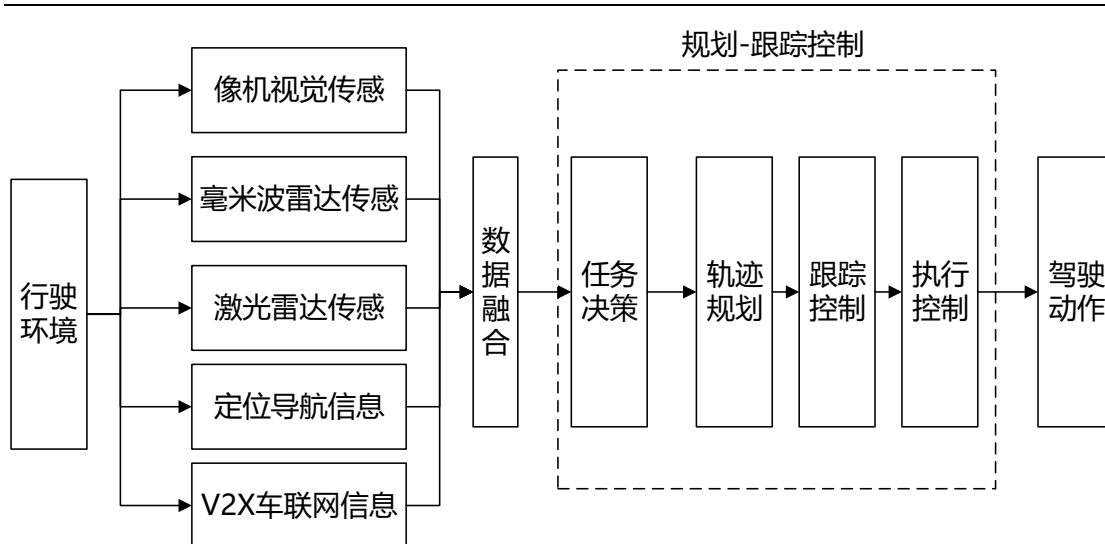 规划-跟踪控制
行驶
环境
像机视觉传感
毫米波雷达传感
激光雷达传感
定位导航信息
V2X车联网信息
数
据
融
合
任务
决策
轨迹
规划
跟踪
控制
执行
控制
驾驶
动作